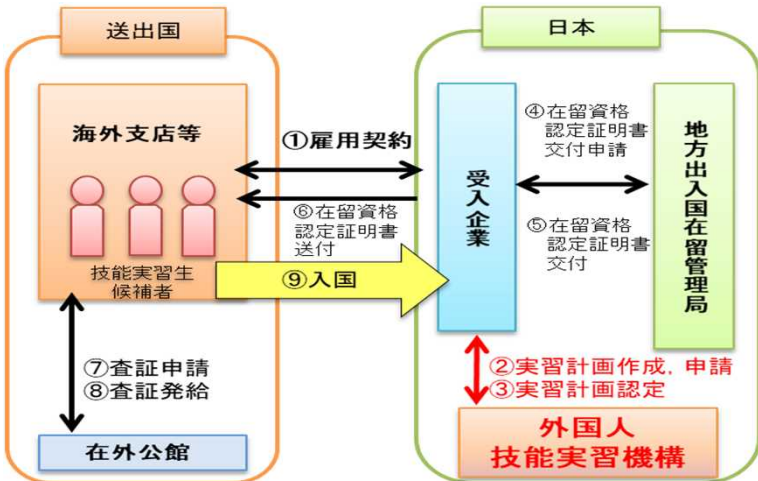 送出国
海外支店等
技能実習生
候補者
⑦査証申請
⑧査証発給
在外公館
①雇用契約
⑥在留資格
認定証明書
送付
⑨入国
日本
受入企業
④在留資格
認定証明書
交付申請
⑤在留資格
認定証明書
交付
地方出入国在留管理局
②実習計画作成，申請
③実習計画認定
外国人
技能実習機構